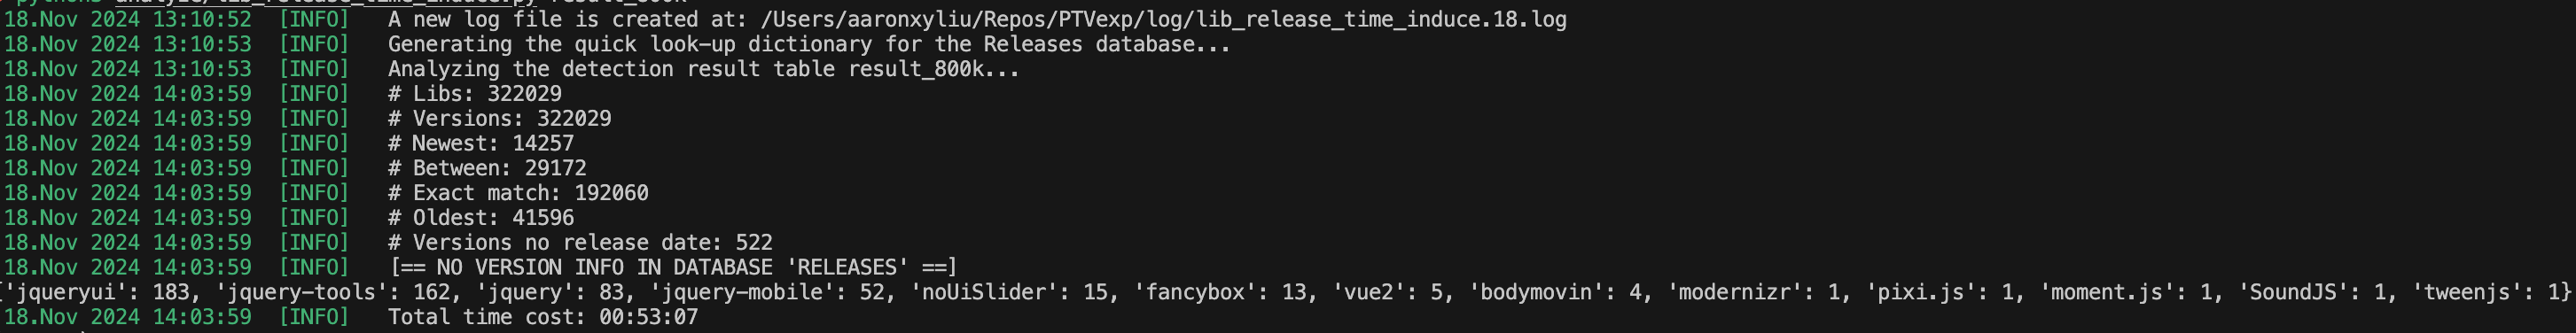 python3 analyze/lib_release_time_induce.py result_800k
18.Nov 2024 13:10:52 [INFO] A new log file is created at: /Users/aaronxyliu/Repos/PTVexp/log/lib_release_time_induce.18.log
18.Nov 2024 13:10:53 [INFO] Generating the quick look-up dictionary for the Releases database...
18.Nov 2024 13:10:53 [INFO] Analyzing the detection result table result_800k...
18.Nov 2024 14:03:59 [INFO] # Libs: 322029
18.Nov 2024 14:03:59 [INFO] # Versions: 322029
18.Nov 2024 14:03:59 [INFO] # Newest: 14257
18.Nov 2024 14:03:59 [INFO] # Between: 29172
18.Nov 2024 14:03:59 [INFO] # Exact match: 192060
18.Nov 2024 14:03:59 [INFO] # Oldest: 41596
18.Nov 2024 14:03:59 [INFO] # Versions no release date: 522
18.Nov 2024 14:03:59 [INFO] [== NO VERSION INFO IN DATABASE 'RELEASES' ==]
{'jqueryui': 183, 'jquery-tools': 162, 'jquery': 83, 'jquery-mobile': 52, 'noUiSlider': 15, 'fancybox': 13, 'vue2': 5, 'bodymovin': 4, 'modernizr': 1, 'pixi.js': 1, 'moment.js': 1, 'SoundJS': 1, 'tweenjs': 1}
18.Nov 2024 14:03:59 [INFO] Total time cost: 00:53:07